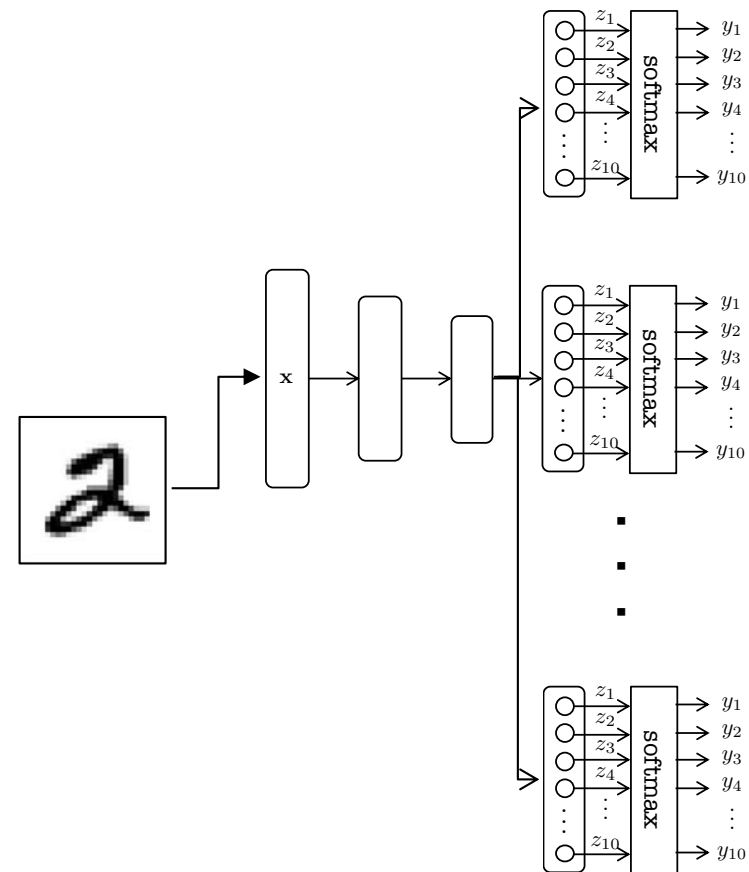 z₁ y₁
z₂ y₂
z₃ y₃
z₄ y₄
⋮ ⋮ ⋮
z₁₀ y₁₀
softmax
z₁ y₁
z₂ y₂
z₃ y₃
x
z₄ y₄
⋮ ⋮ ⋮
z₁₀ y₁₀
softmax
2
z₁ y₁
z₂ y₂
z₃ y₃
z₄ y₄
⋮ ⋮ ⋮
z₁₀ y₁₀
softmax